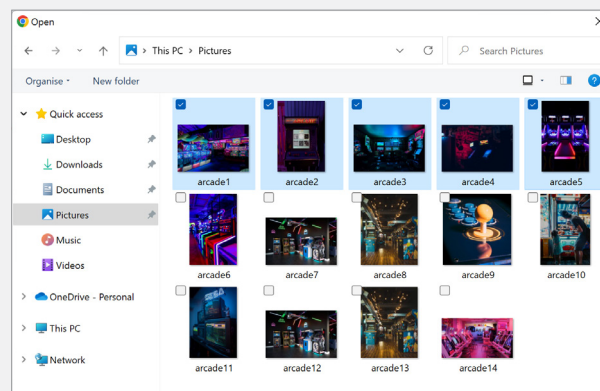 Open
This PC > Pictures
Search Pictures
Organise
New folder
Quick access
Desktop
Downloads
Documents
Pictures
Music
Videos
OneDrive - Personal
This PC
Network
arcade1 arcade2 arcade3 arcade4 arcade5
arcade6 arcade7 arcade8 arcade9 arcade10
arcade11 arcade12 arcade13 arcade14